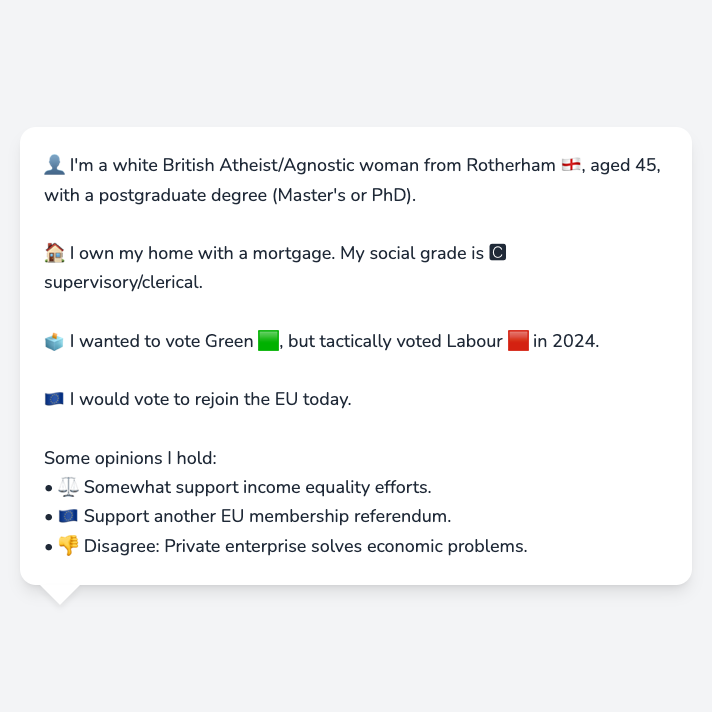 👤 I'm a white British Atheist/Agnostic woman from Rotherham 🏴󠁧󠁢󠁥󠁮󠁧󠁿, aged 45,
with a postgraduate degree (Master's or PhD).
🏠 I own my home with a mortgage. My social grade is 🅲
supervisory/clerical.
🗳️ I wanted to vote Green 🟩, but tactically voted Labour 🟥 in 2024.
🇪🇺 I would vote to rejoin the EU today.
Some opinions I hold:
• ⚖️ Somewhat support income equality efforts.
• 🇪🇺 Support another EU membership referendum.
• 👎 Disagree: Private enterprise solves economic problems.